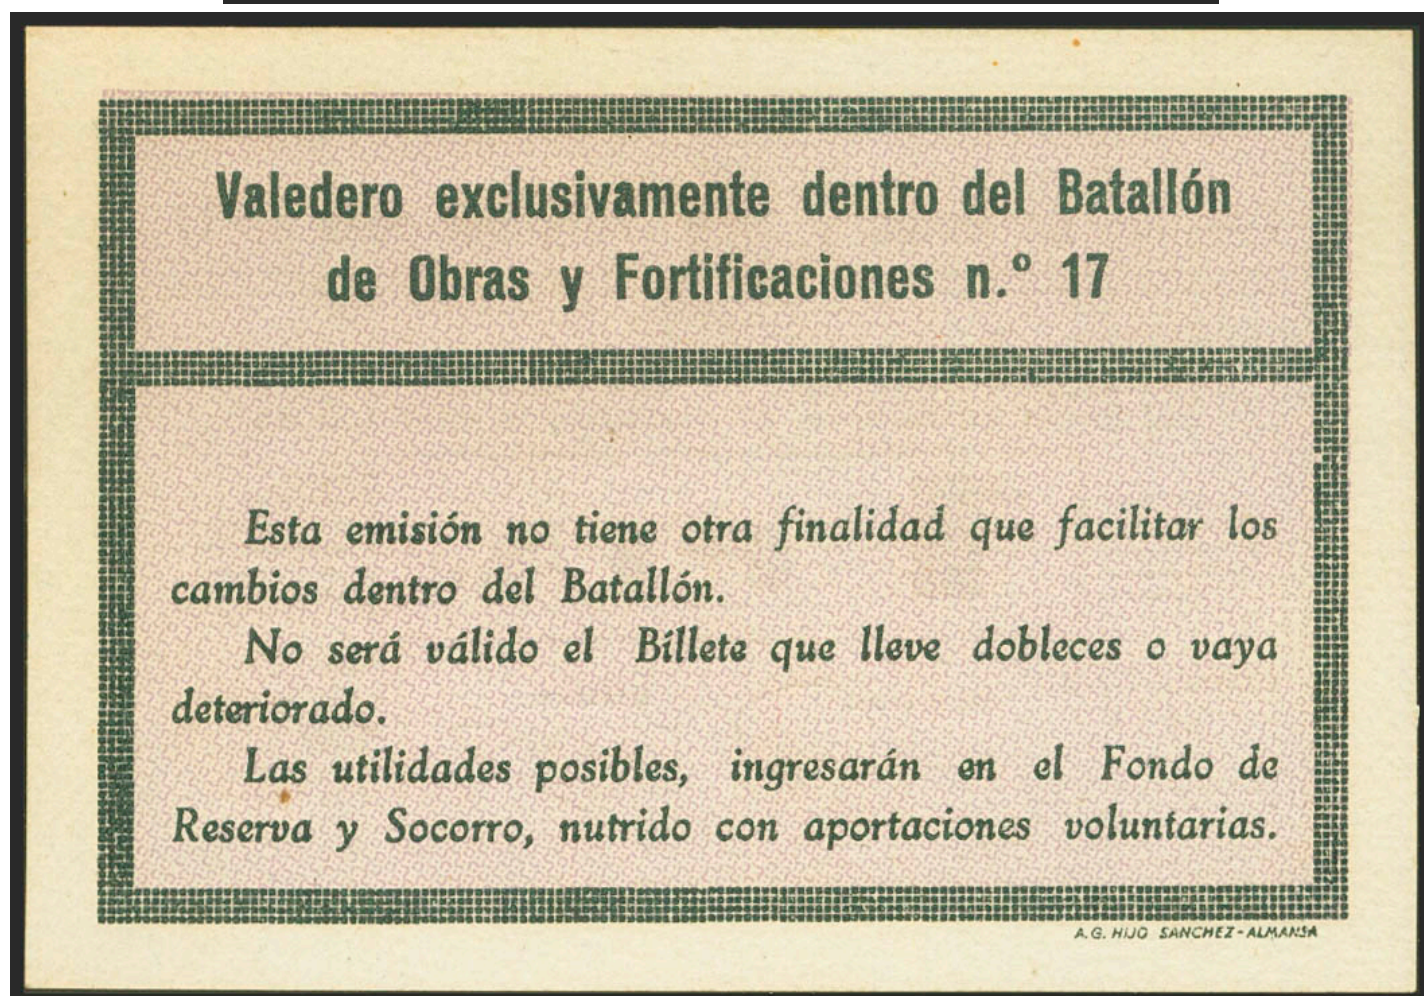 Valedero exclusivamente dentro del Batallón
de Obras y Fortificaciones n.º 17
Esta emisión no tiene otra finalidad que facilitar los
cambios dentro del Batallón.
No será válido el Billete que lleve dobleces o vaya
deteriorado.
Las utilidades posibles, ingresarán en el Fondo de
Reserva y Socorro, nutrido con aportaciones voluntarias.
A. G. HIJO SANCHEZ-ALMANSA